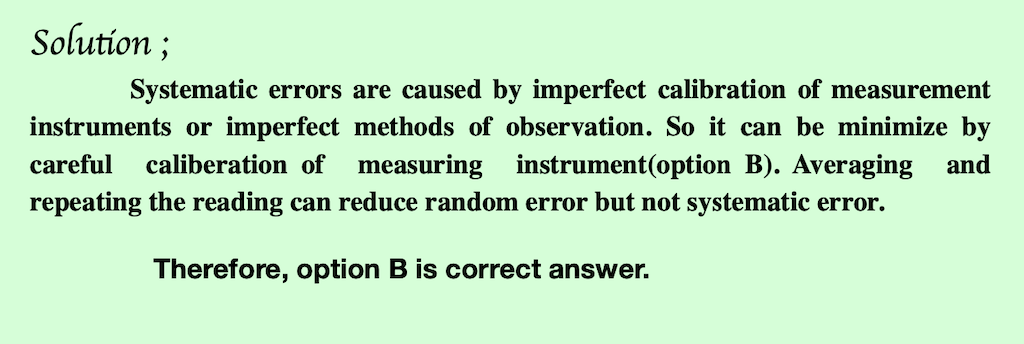 Solution ;
Systematic errors are caused by imperfect calibration of measurement
instruments or imperfect methods of observation. So it can be minimize by
careful caliberation of measuring instrument(option B). Averaging and
repeating the reading can reduce random error but not systematic error.
Therefore, option B is correct answer.